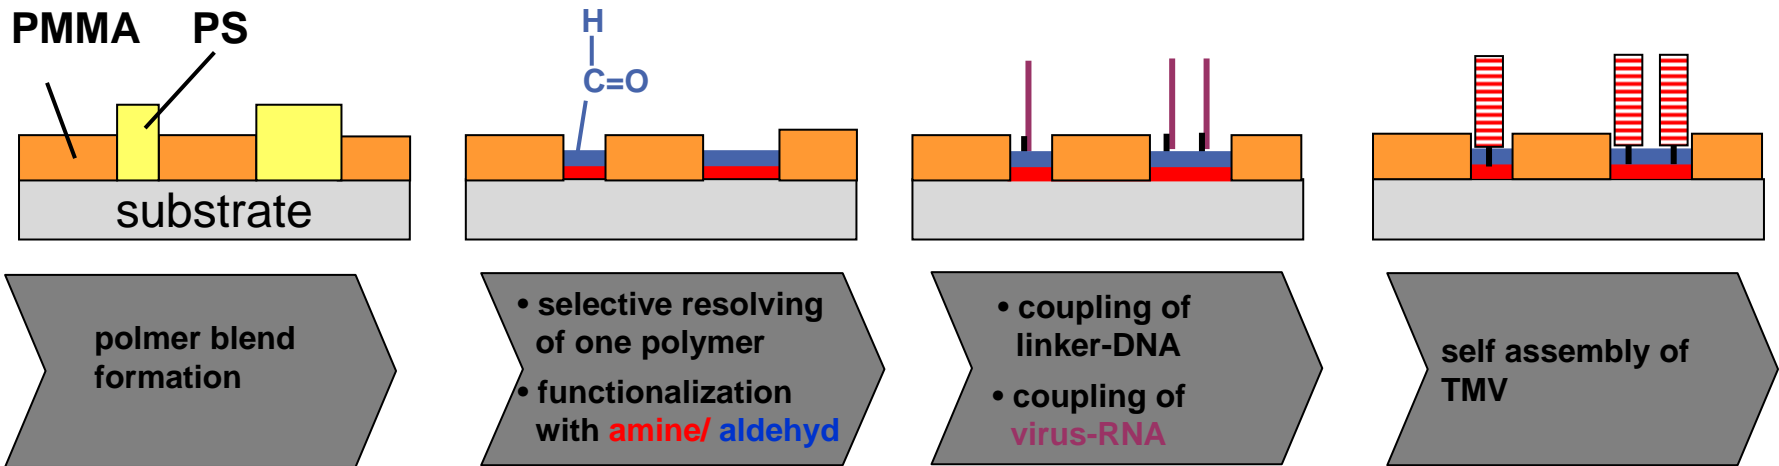 PMMA PS
substrate
H
C=O
polmer blend
formation
• selective resolving
of one polymer
• functionalization
with amine/ aldehyd
• coupling of
linker-DNA
• coupling of
virus-RNA
self assembly of
TMV